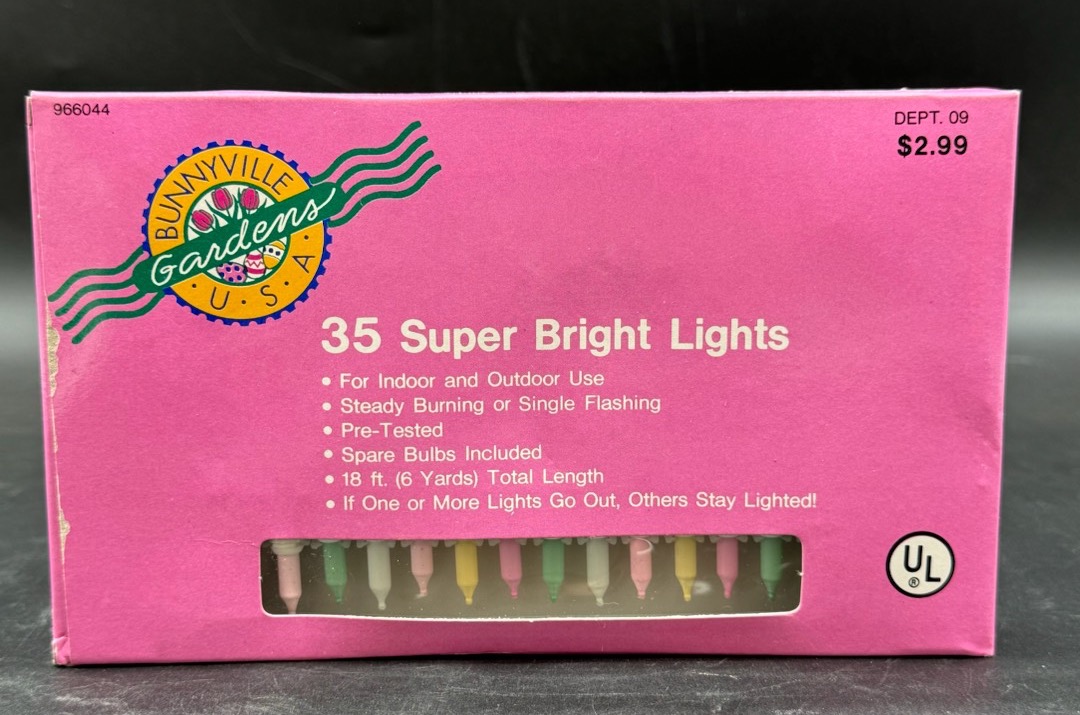 966044
DEPT. 09
$2.99
BUNNYVILLE
Gardens
· U · S · A ·
35 Super Bright Lights
• For Indoor and Outdoor Use
• Steady Burning or Single Flashing
• Pre-Tested
• Spare Bulbs Included
• 18 ft. (6 Yards) Total Length
• If One or More Lights Go Out, Others Stay Lighted!
UL
®